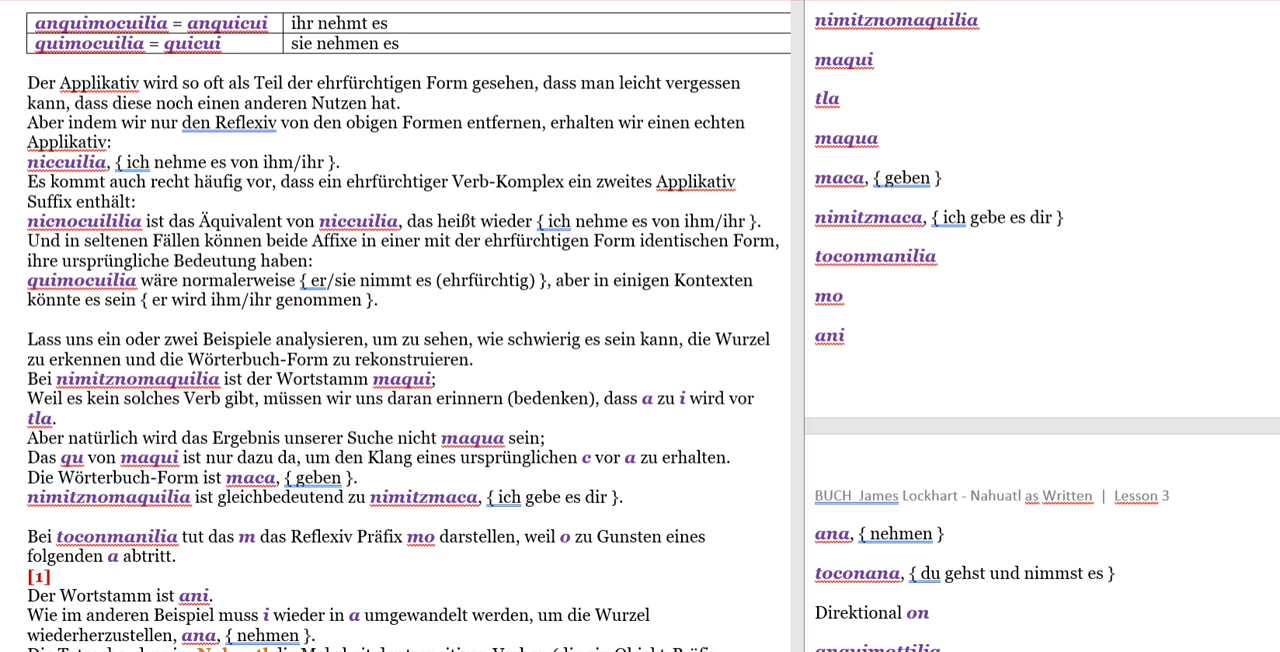 anquimocuilia = anquicui ihr nehmt es
quimocuilia = quicui sie nehmen es
Der Applikativ wird so oft als Teil der ehrfürchtigen Form gesehen, dass man leicht vergessen
kann, dass diese noch einen anderen Nutzen hat.
Aber indem wir nur den Reflexiv von den obigen Formen entfernen, erhalten wir einen echten
Applikativ:
niccuilia, { ich nehme es von ihm/ihr }.
Es kommt auch recht häufig vor, dass ein ehrfürchtiger Verb-Komplex ein zweites Applikativ
Suffix enthält:
nicnocuililia ist das Äquivalent von niccuilia, das heißt wieder { ich nehme es von ihm/ihr }.
Und in seltenen Fällen können beide Affixe in einer mit der ehrfürchtigen Form identischen Form,
ihre ursprüngliche Bedeutung haben:
quimocuilia wäre normalerweise { er/sie nimmt es (ehrfürchtig) }, aber in einigen Kontexten
könnte es sein { er wird ihm/ihr genommen }.
Lass uns ein oder zwei Beispiele analysieren, um zu sehen, wie schwierig es sein kann, die Wurzel
zu erkennen und die Wörterbuch-Form zu rekonstruieren.
Bei nimitznomaquilia ist der Wortstamm maqui;
Weil es kein solches Verb gibt, müssen wir uns daran erinnern (bedenken), dass a zu i wird vor
tla.
Aber natürlich wird das Ergebnis unserer Suche nicht maqua sein;
Das qu von maqui ist nur dazu da, um den Klang eines ursprünglichen c vor a zu erhalten.
Die Wörterbuch-Form ist maca, { geben }.
nimitznomaquilia ist gleichbedeutend zu nimitzmaca, { ich gebe es dir }.
Bei toconmanilia tut das m das Reflexiv Präfix mo darstellen, weil o zu Gunsten eines
folgenden a abtritt.
[1]
Der Wortstamm ist ani.
Wie im anderen Beispiel muss i wieder in a umgewandelt werden, um die Wurzel
wiederherzustellen, ana, { nehmen }.
nimitznomaquilia
maqui
tla
maqua
maca, { geben }
nimitzmaca, { ich gebe es dir }
toconmanilia
mo
ani
BUCH James Lockhart - Nahuatl as Written | Lesson 3
ana, { nehmen }
toconana, { du gehst und nimmst es }
Direktional on